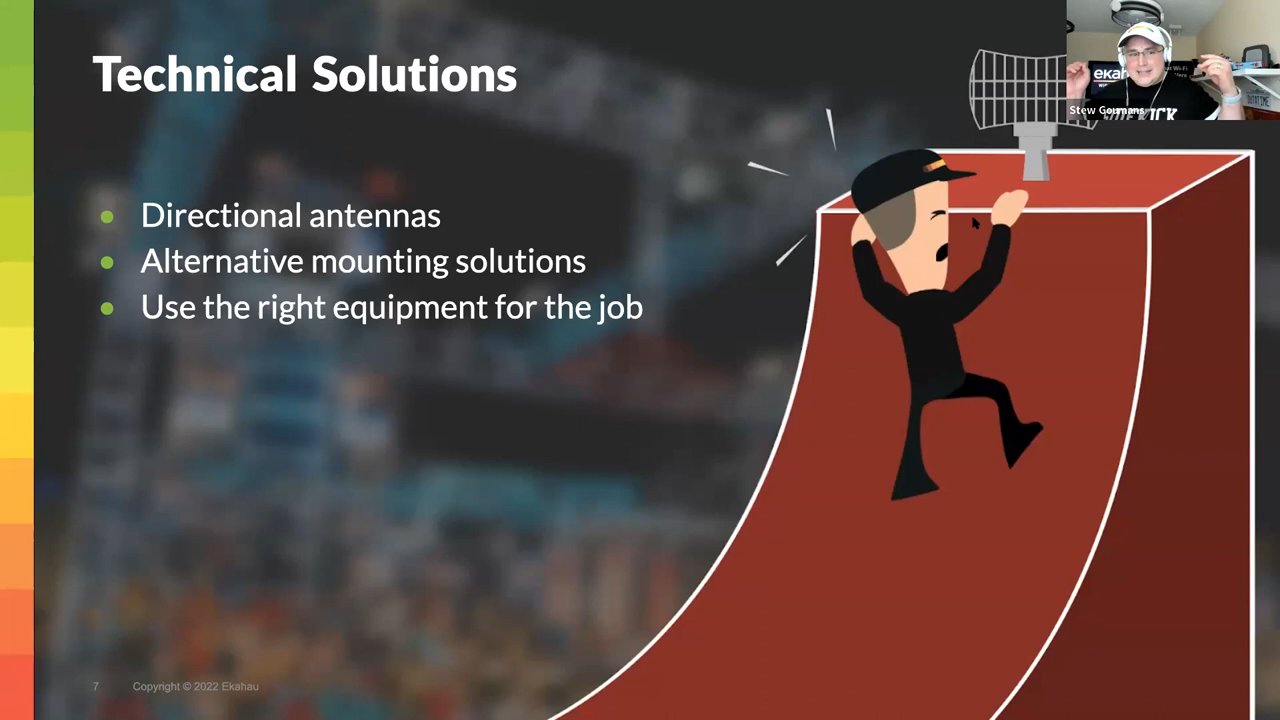 Technical Solutions
Directional antennas
Alternative mounting solutions
Use the right equipment for the job
7
Copyright © 2022 Ekahau
Stew Goumans